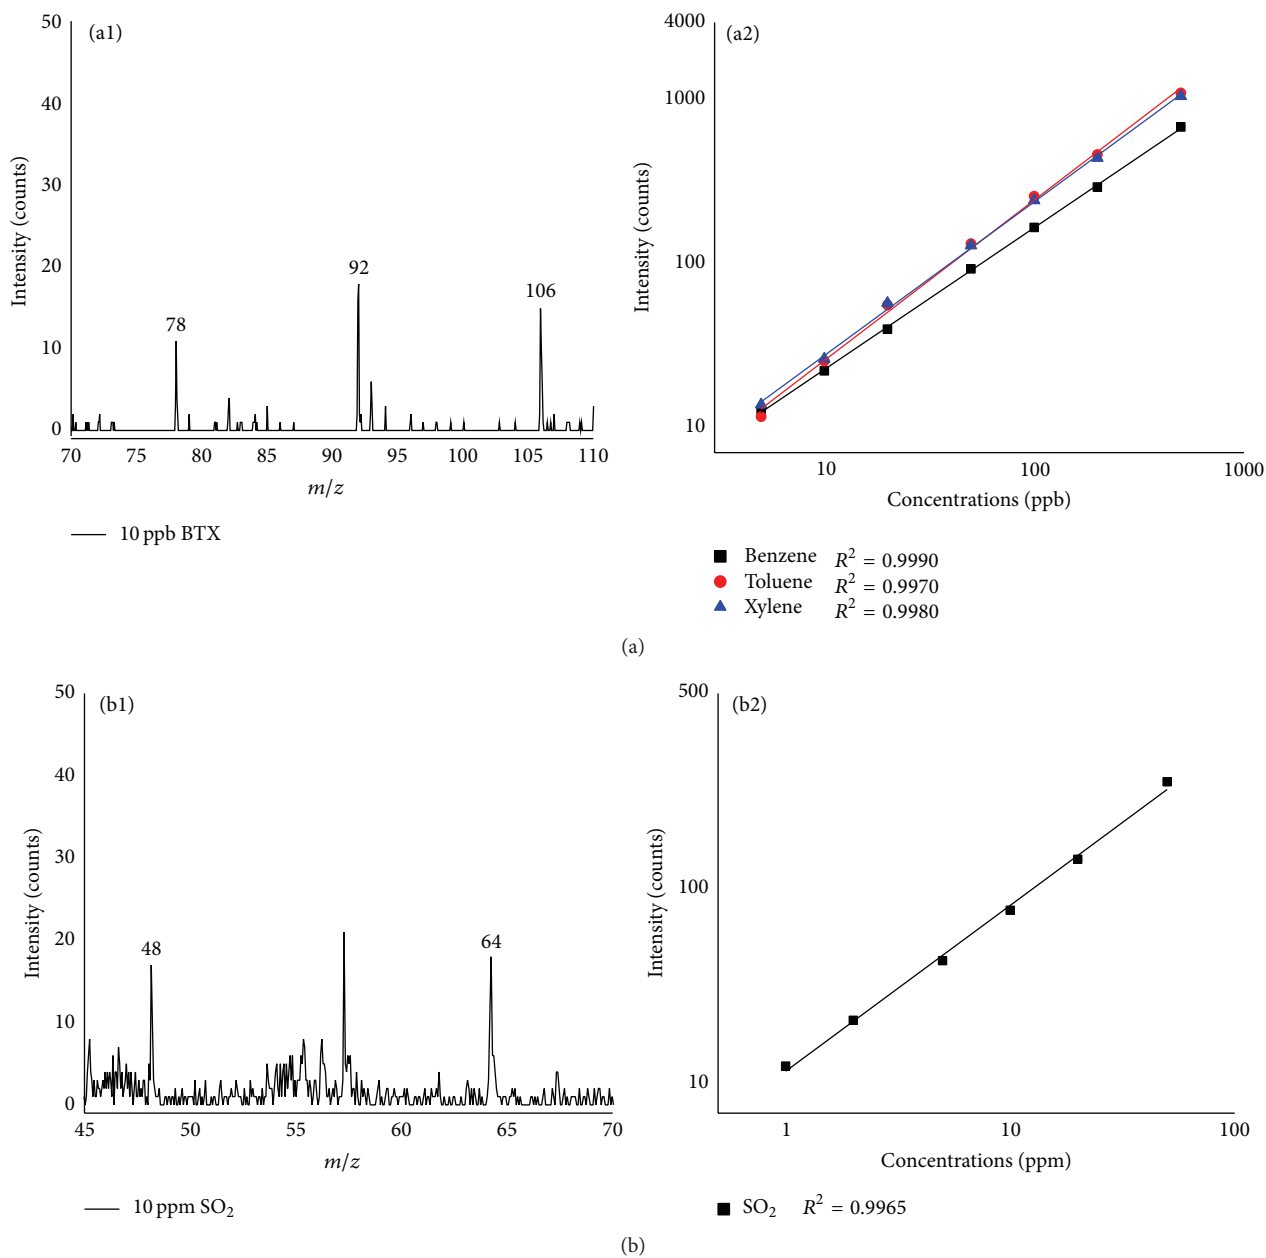 (a1)
50
40
30
20
10
0
Intensity (counts)
78
92
106
70 75 80 85 90 95 100 105 110
m/z
10 ppb BTX
(a2)
4000
1000
100
10
Intensity (counts)
10 100 1000
Concentrations (ppb)
Benzene R² = 0.9990
Toluene R² = 0.9970
Xylene R² = 0.9980
(a)
(b1)
50
40
30
20
10
0
Intensity (counts)
48
64
45 50 55 60 65 70
m/z
10 ppm SO₂
(b2)
500
100
10
Intensity (counts)
1 10 100
Concentrations (ppm)
SO₂ R² = 0.9965
(b)